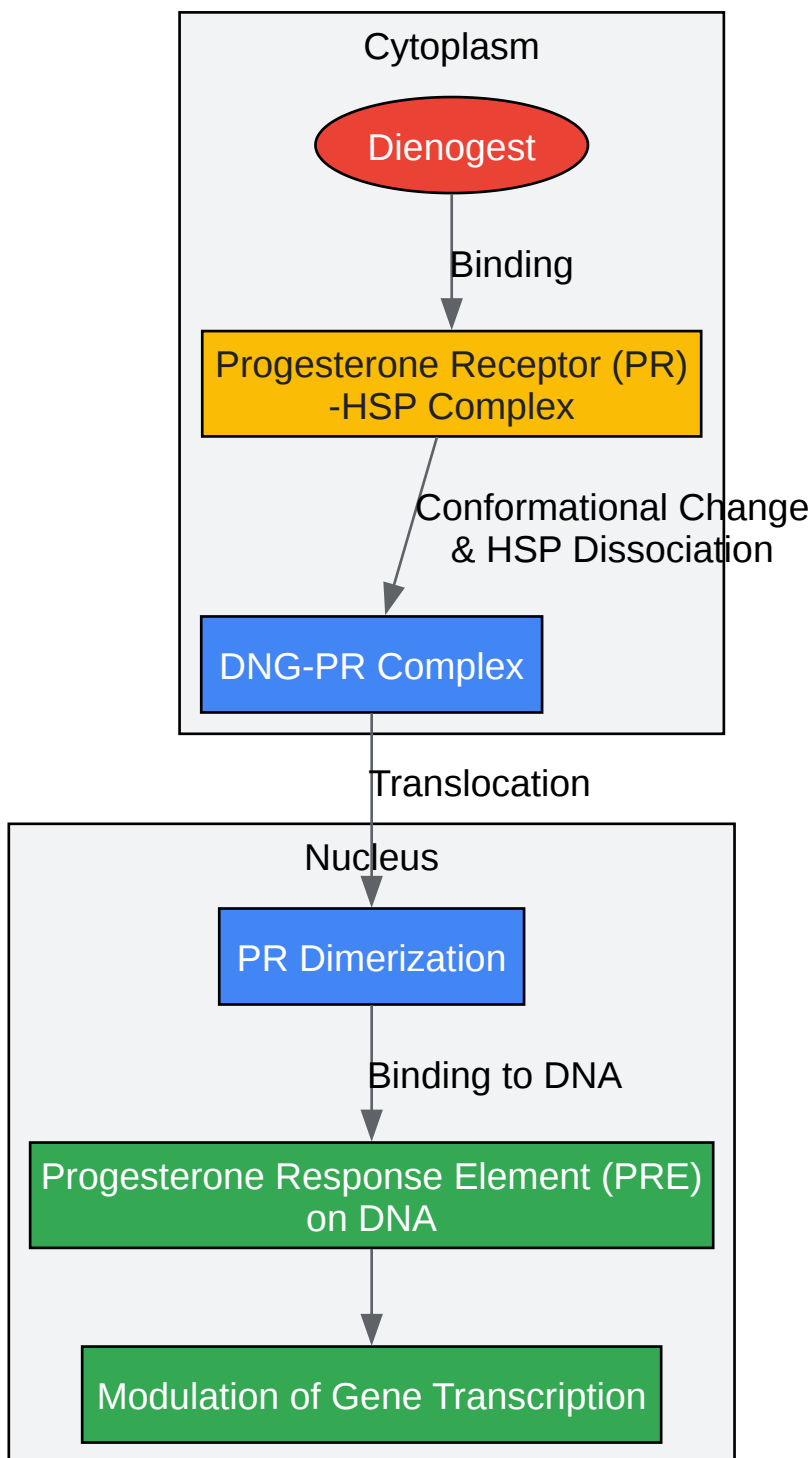 Cytoplasm
Dienogest
Binding
Progesterone Receptor (PR)
-HSP Complex
Conformational Change
& HSP Dissociation
DNG-PR Complex
Translocation
Nucleus
PR Dimerization
Binding to DNA
Progesterone Response Element (PRE)
on DNA
Modulation of Gene Transcription